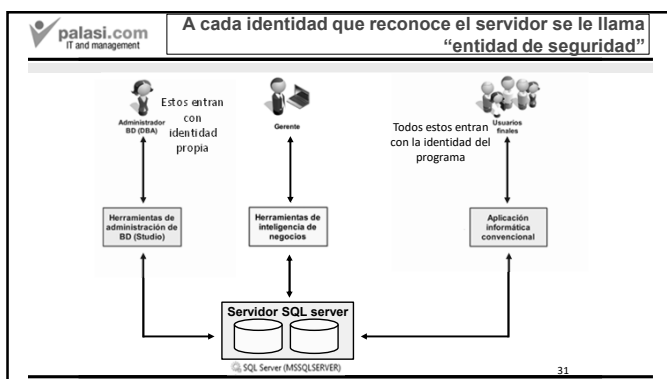 palasi.com
IT and management
A cada identidad que reconoce el servidor se le llama
“entidad de seguridad”
Administrador
BD (DBA)
Estos entran
con
identidad
propia
Gerente
Todos estos entran
con la identidad del
programa
Usuarios
finales
Herramientas de
administración de
BD (Studio)
Herramientas de
inteligencia de
negocios
Aplicación
informática
convencional
Servidor SQL server
SQL Server (MSSQLSERVER)
31